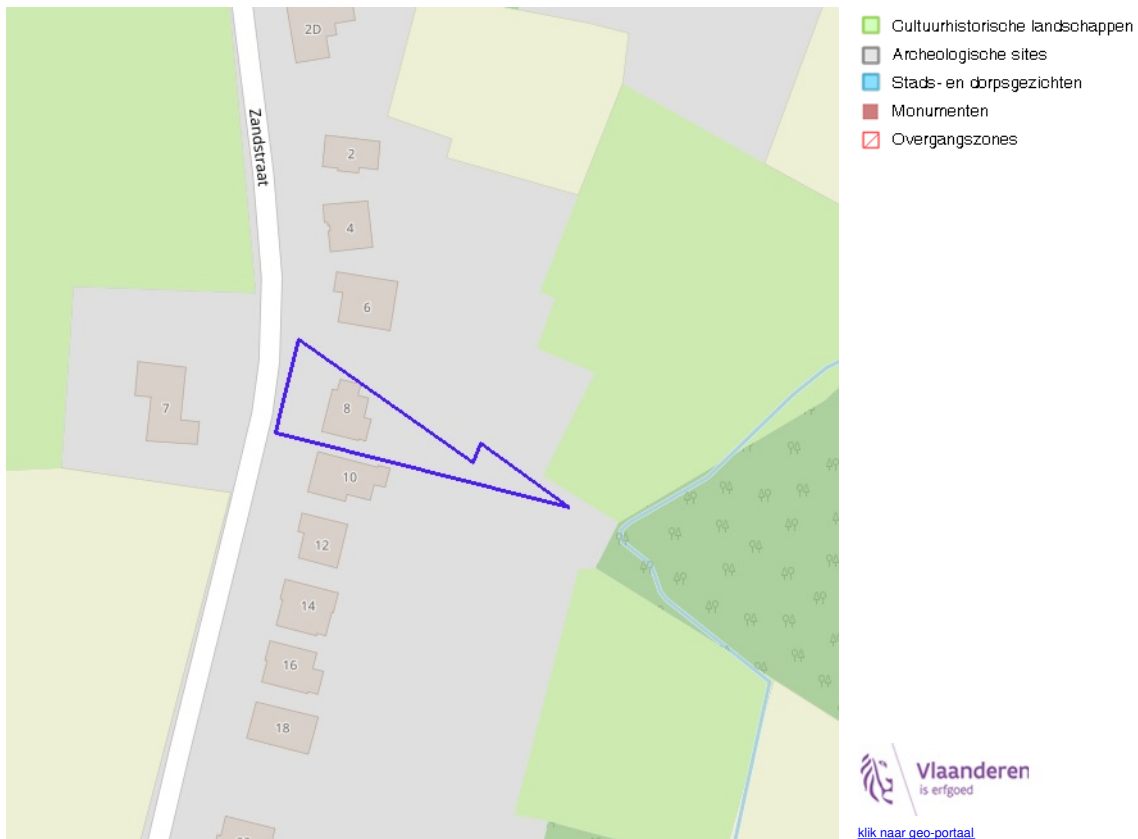 2D
Zandstraat
2
4
6
7
8
10
12
14
16
18
Cultuurhistorische landschappen
Archeologische sites
Stads- en dorpsgezichten
Monumenten
Overgangszones
Vlaanderen
is erfgoed
klik naar geo-portaal